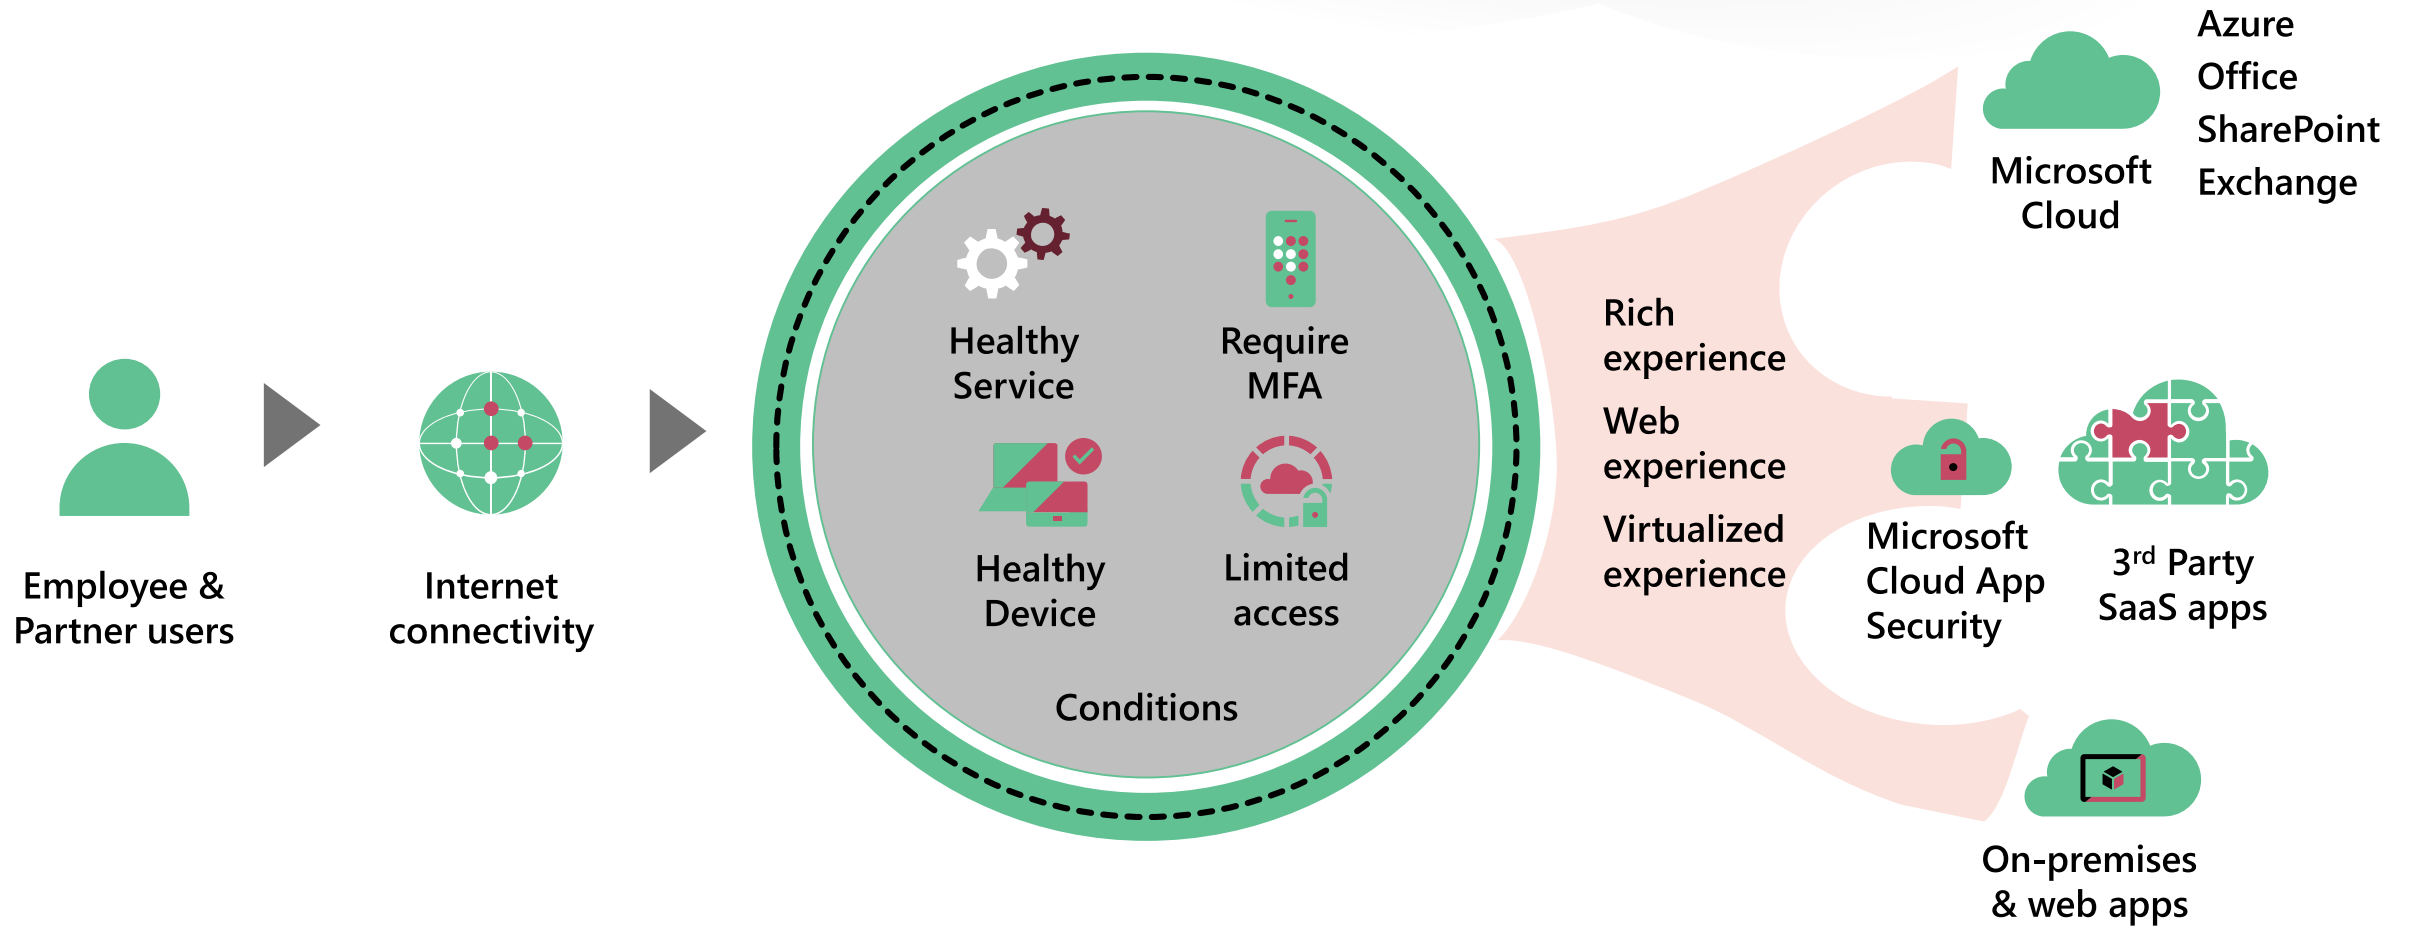 Employee &
Partner users
Internet
connectivity
Healthy
Service
Require
MFA
Healthy
Device
Limited
access
Conditions
Rich
experience
Web
experience
Virtualized
experience
Microsoft
Cloud
Azure
Office
SharePoint
Exchange
Microsoft
Cloud App
Security
3rd Party
SaaS apps
On-premises
& web apps